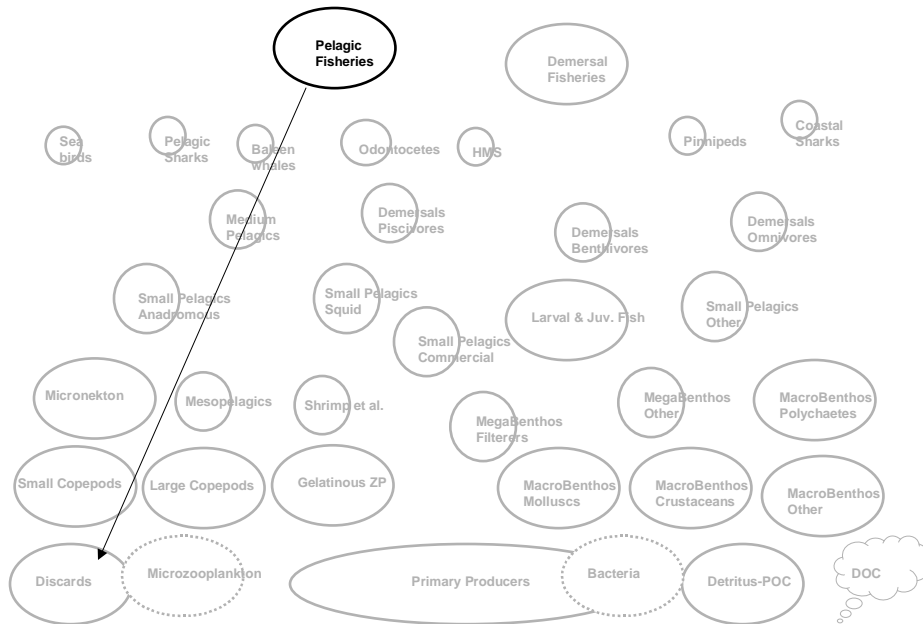 Pelagic
Fisheries
Demersal
Fisheries
Sea
birds
Pelagic
Sharks
Baleen
whales
Odontocetes
HMS
Pinnipeds
Coastal
Sharks
Medium
Pelagics
Demersals
Piscivores
Demersals
Benthivores
Demersals
Omnivores
Small Pelagics
Anadromous
Small Pelagics
Squid
Small Pelagics
Commercial
Larval & Juv. Fish
Small Pelagics
Other
Micronekton
Mesopelagics
Shrimp et al.
MegaBenthos
Filterers
MegaBenthos
Other
MacroBenthos
Polychaetes
Small Copepods
Large Copepods
Gelatinous ZP
MacroBenthos
Molluscs
MacroBenthos
Crustaceans
MacroBenthos
Other
Discards
Microzooplankton
Primary Producers
Bacteria
Detritus-POC
DOC